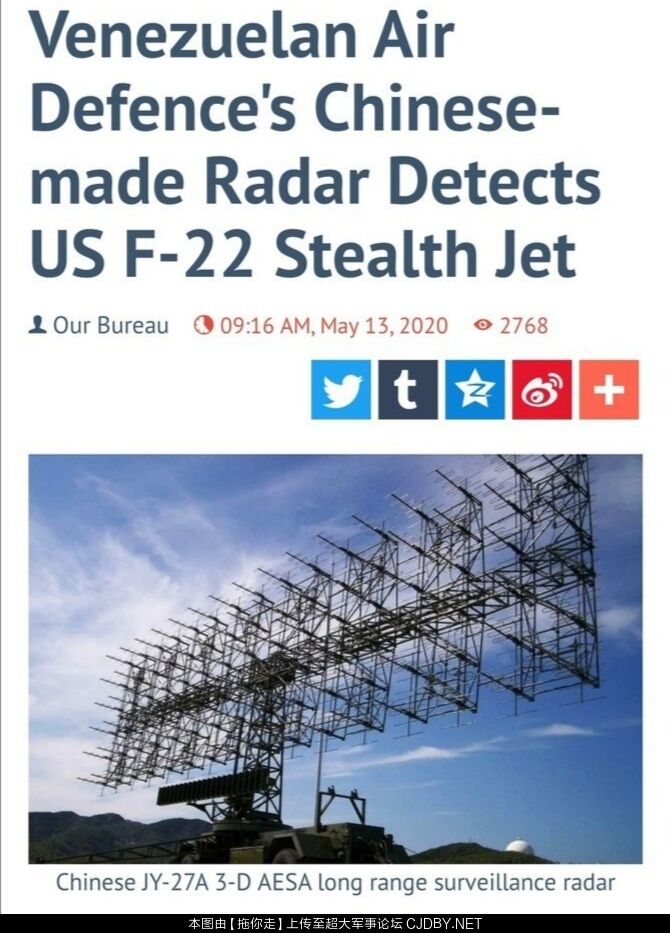 Venezuelan Air
Defence's Chinese-
made Radar Detects
US F-22 Stealth Jet
Our Bureau 09:16 AM, May 13, 2020 2768
Chinese JY-27A 3-D AESA long range surveillance radar
本图由【拖你走】上传至超大军事论坛 CJDBY.NET